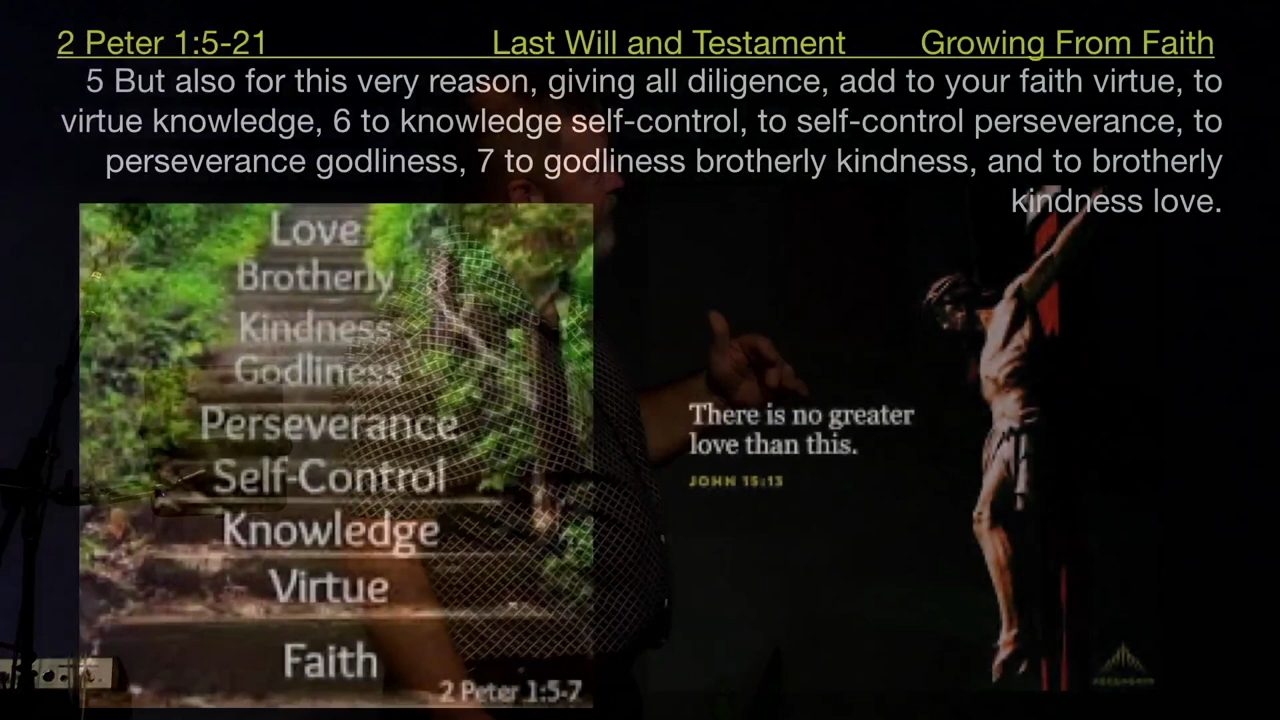 2 Peter 1:5-21 Last Will and Testament Growing From Faith
5 But also for this very reason, giving all diligence, add to your faith virtue, to
virtue knowledge, 6 to knowledge self-control, to self-control perseverance, to
perseverance godliness, 7 to godliness brotherly kindness, and to brotherly
kindness love.
Love
Brotherly
Kindness
Godliness
Perseverance
Self-Control
Knowledge
Virtue
Faith
2 Peter 1:5-7
There is no greater
love than this.
JOHN 15:13